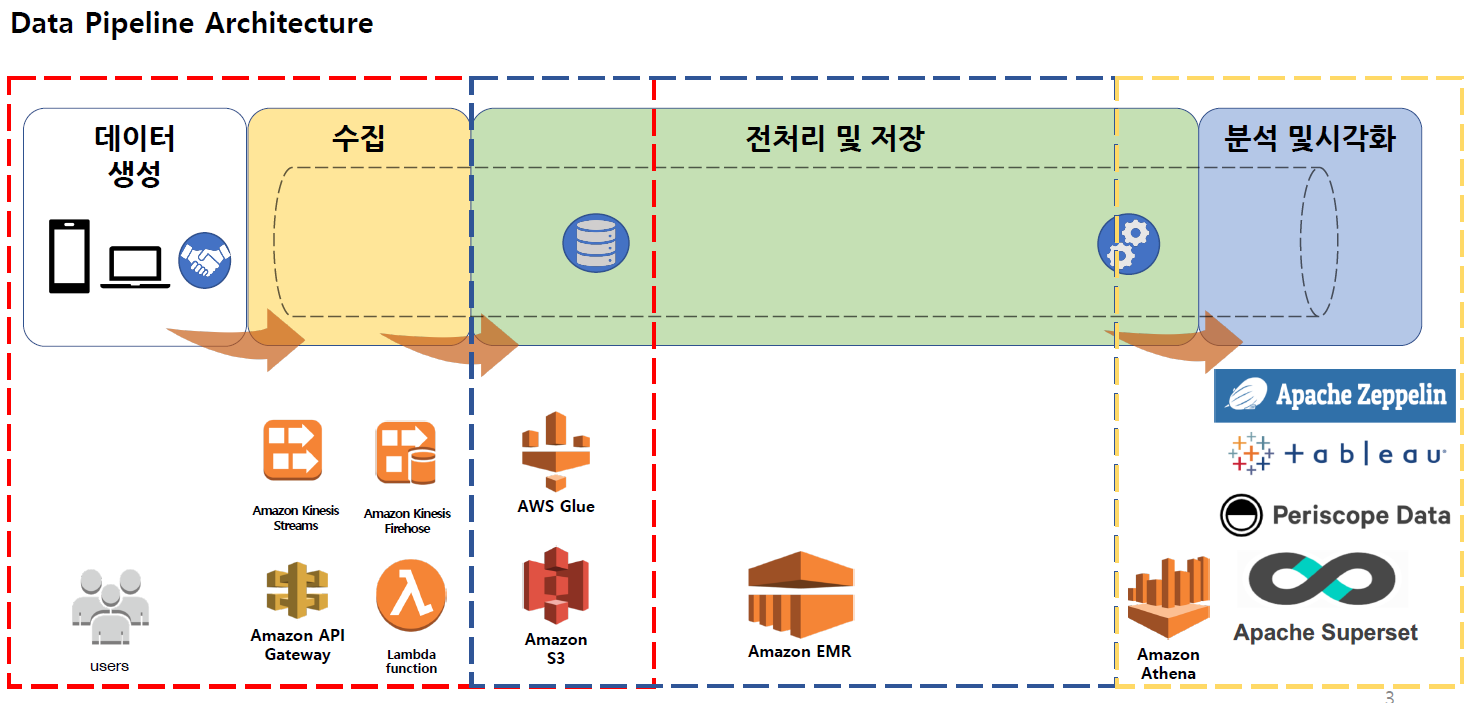 Data Pipeline Architecture
데이터
생성
수집
전처리 및 저장
분석 및시각화
Apache Zeppelin
+ a b l e a u
Periscope Data
Apache Superset
Amazon Kinesis
Streams
Amazon Kinesis
Firehose
AWS Glue
users
Amazon API
Gateway
Lambda
function
Amazon
S3
Amazon EMR
Amazon
Athena
3